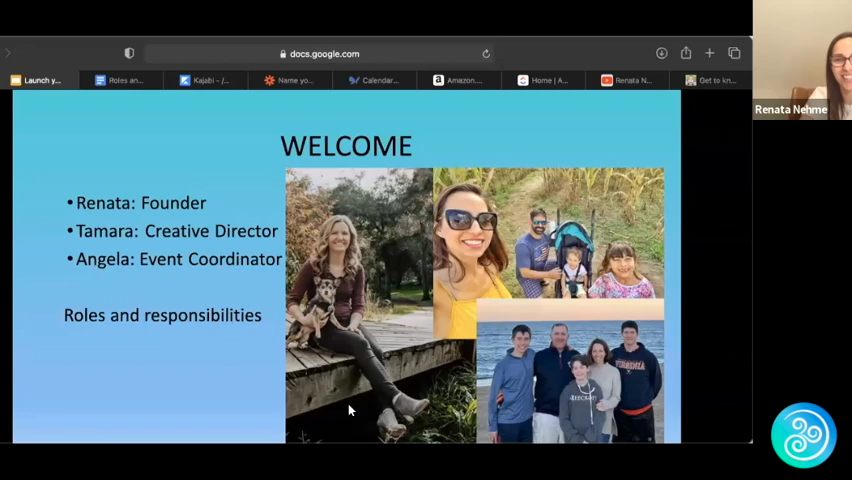 docs.google.com
Launch y...
Roles an...
Kajabi - /...
Name yo...
Calendar...
Amazon....
Home | A...
Renata N...
Get to kn...
Renata Nehme
WELCOME
• Renata: Founder
• Tamara: Creative Director
• Angela: Event Coordinator
Roles and responsibilities
VIRGINIA